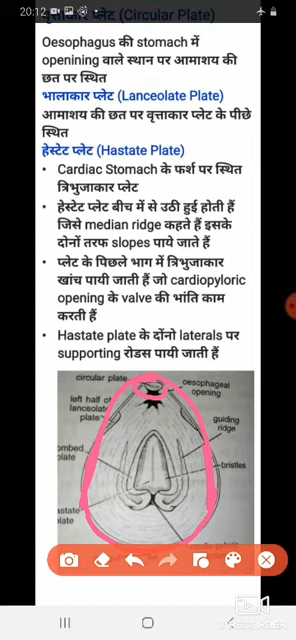 20:12
वृत्ताकार प्लेट (Circular Plate)
Oesophagus की stomach में
openining वाले स्थान पर आमाशय की
छत पर स्थित
भालाकार प्लेट (Lanceolate Plate)
आमाशय की छत पर वृत्ताकार प्लेट के पीछे
स्थित
हेस्टेट प्लेट (Hastate Plate)
• Cardiac Stomach के फर्श पर स्थित
त्रिभुजाकार प्लेट
• हेस्टेट प्लेट बीच में से उठी हुई होती हैं
जिसे median ridge कहते हैं इसके
दोनों तरफ slopes पाये जाते हैं
• प्लेट के पिछले भाग में त्रिभुजाकार
खांच पायी जाती हैं जो cardiopyloric
opening के valve की भांति काम
करती हैं
• Hastate plate के दोंनो laterals पर
supporting रोडस पायी जाती हैं
circular plate
oesophageal
opening
left half of
lanceolate
plate
guiding
ridge
ombed
plate
bristles
astate
plate